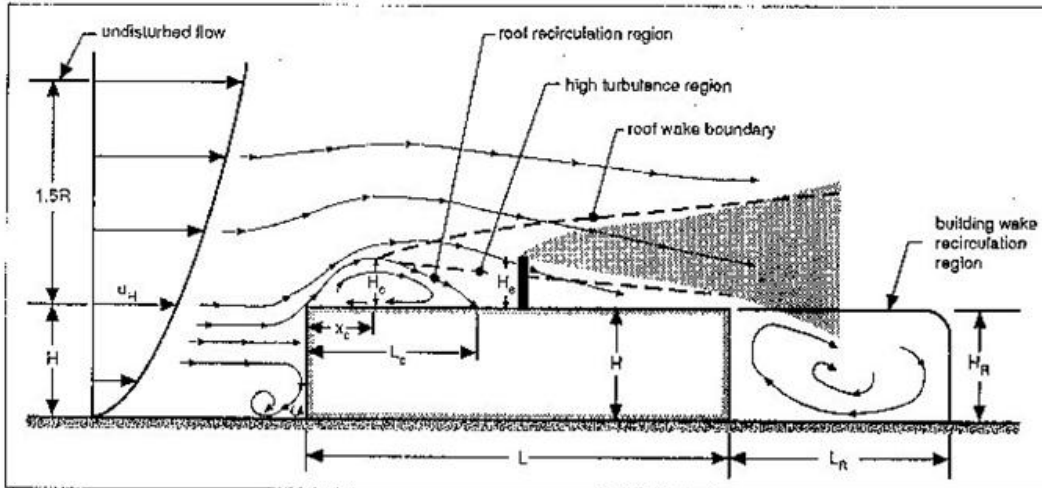 undisturbed flow
roof recirculation region
high turbulence region
roof wake boundary
1.5R
building wake
recirculation
region
u_H
H_c
H_s
x_c
L_c
H
H
H_R
L
L_R